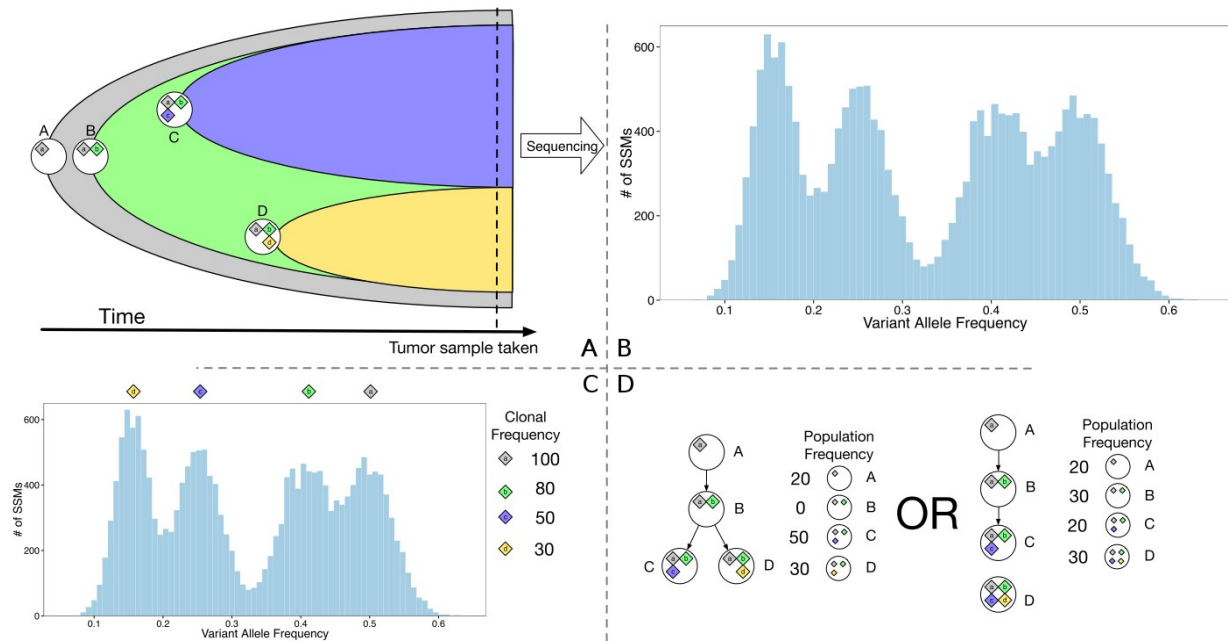 A
a
B
a b
a b
c
C
D
a b
d
Time
Tumor sample taken
Sequencing
A B
C D
# of SSMs
600
400
200
0
0.1 0.2 0.3 0.4 0.5 0.6
Variant Allele Frequency
d c b a
# of SSMs
600
400
200
0
0.1 0.2 0.3 0.4 0.5 0.6
Variant Allele Frequency
Clonal
Frequency
a 100
b 80
c 50
d 30
a A
a b B
C a b
c
a b D
d
Population
Frequency
20 A
0 B
50 C
30 D
OR
a A
a b B
a b C
c
a b D
c d
Population
Frequency
20 A
30 B
20 C
30 D